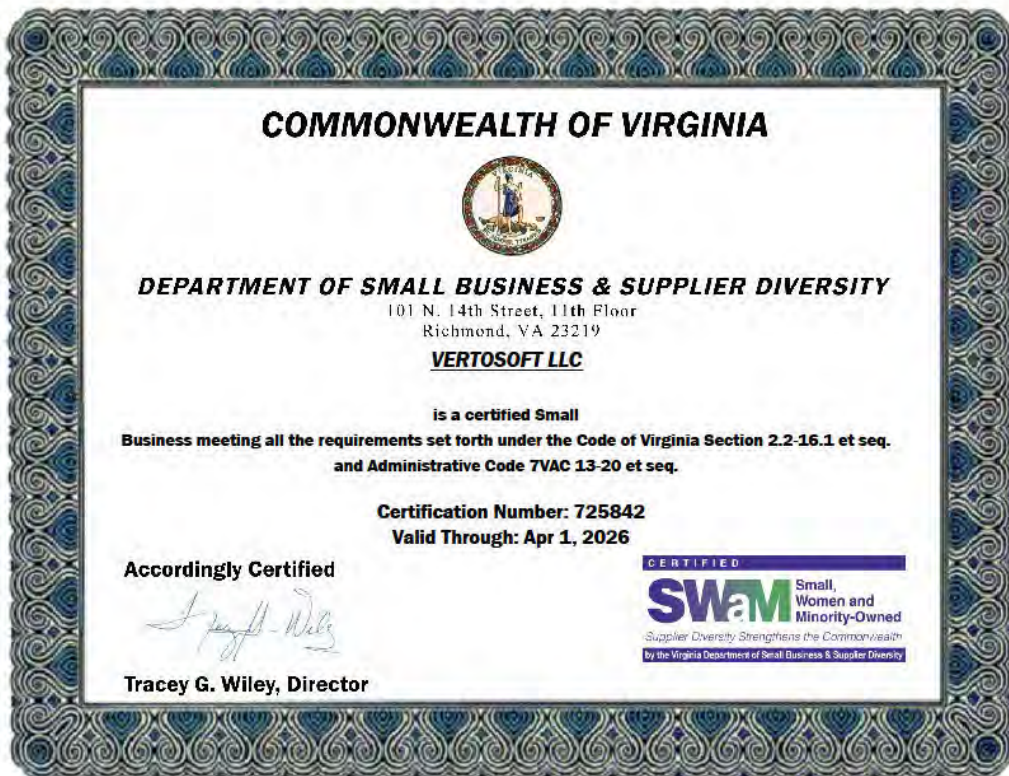 COMMONWEALTH OF VIRGINIA
VIRGINIA
DEPARTMENT OF SMALL BUSINESS & SUPPLIER DIVERSITY
101 N. 14th Street, 11th Floor
Richmond, VA 23219
VERTOSOFT LLC
is a certified Small
Business meeting all the requirements set forth under the Code of Virginia Section 2.2-16.1 et seq.
and Administrative Code 7VAC 13-20 et seq.
Certification Number: 725842
Valid Through: Apr 1, 2026
Accordingly Certified
Tracey G. Wiley, Director
CERTIFIED
SWaM
Small,
Women and
Minority-Owned
Supplier Diversity Strengthens the Commonwealth
by the Virginia Department of Small Business & Supplier Diversity